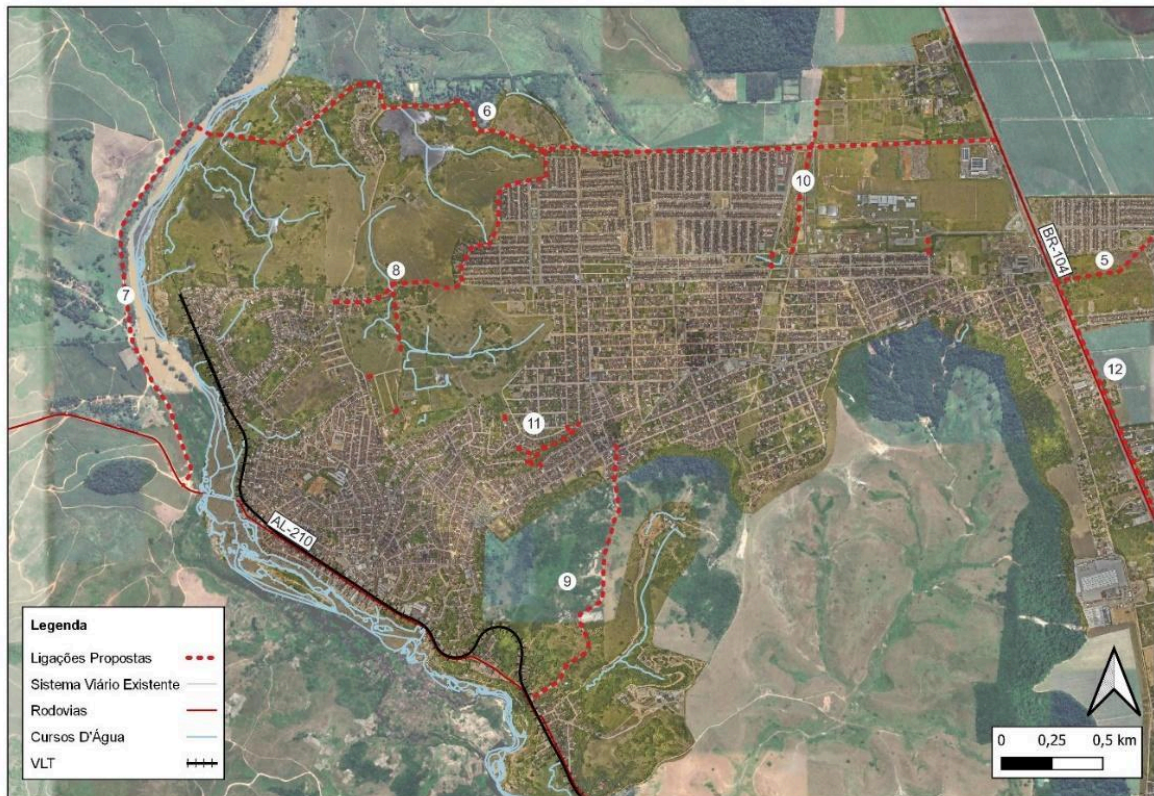 6
10
BR-104
5
8
7
12
11
AL-210
9
Legenda
Ligações Propostas
Sistema Viário Existente
Rodovias
Cursos D'Água
VLT
0 0,25 0,5 km